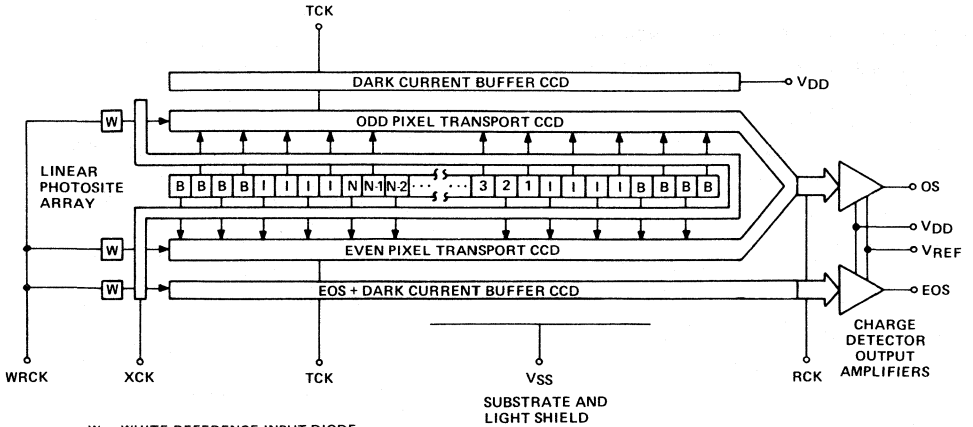 TCK
DARK CURRENT BUFFER CCD
VDD
W
ODD PIXEL TRANSPORT CCD
LINEAR
PHOTOSITE
ARRAY
B B B B I I I I N N-1 N-2 ··· ··· 3 2 1 I I I I B B B B
OS
VDD
VREF
W
EVEN PIXEL TRANSPORT CCD
W
EOS + DARK CURRENT BUFFER CCD
EOS
CHARGE
DETECTOR
OUTPUT
AMPLIFIERS
WRCK
XCK
TCK
VSS
RCK
SUBSTRATE AND
LIGHT SHIELD